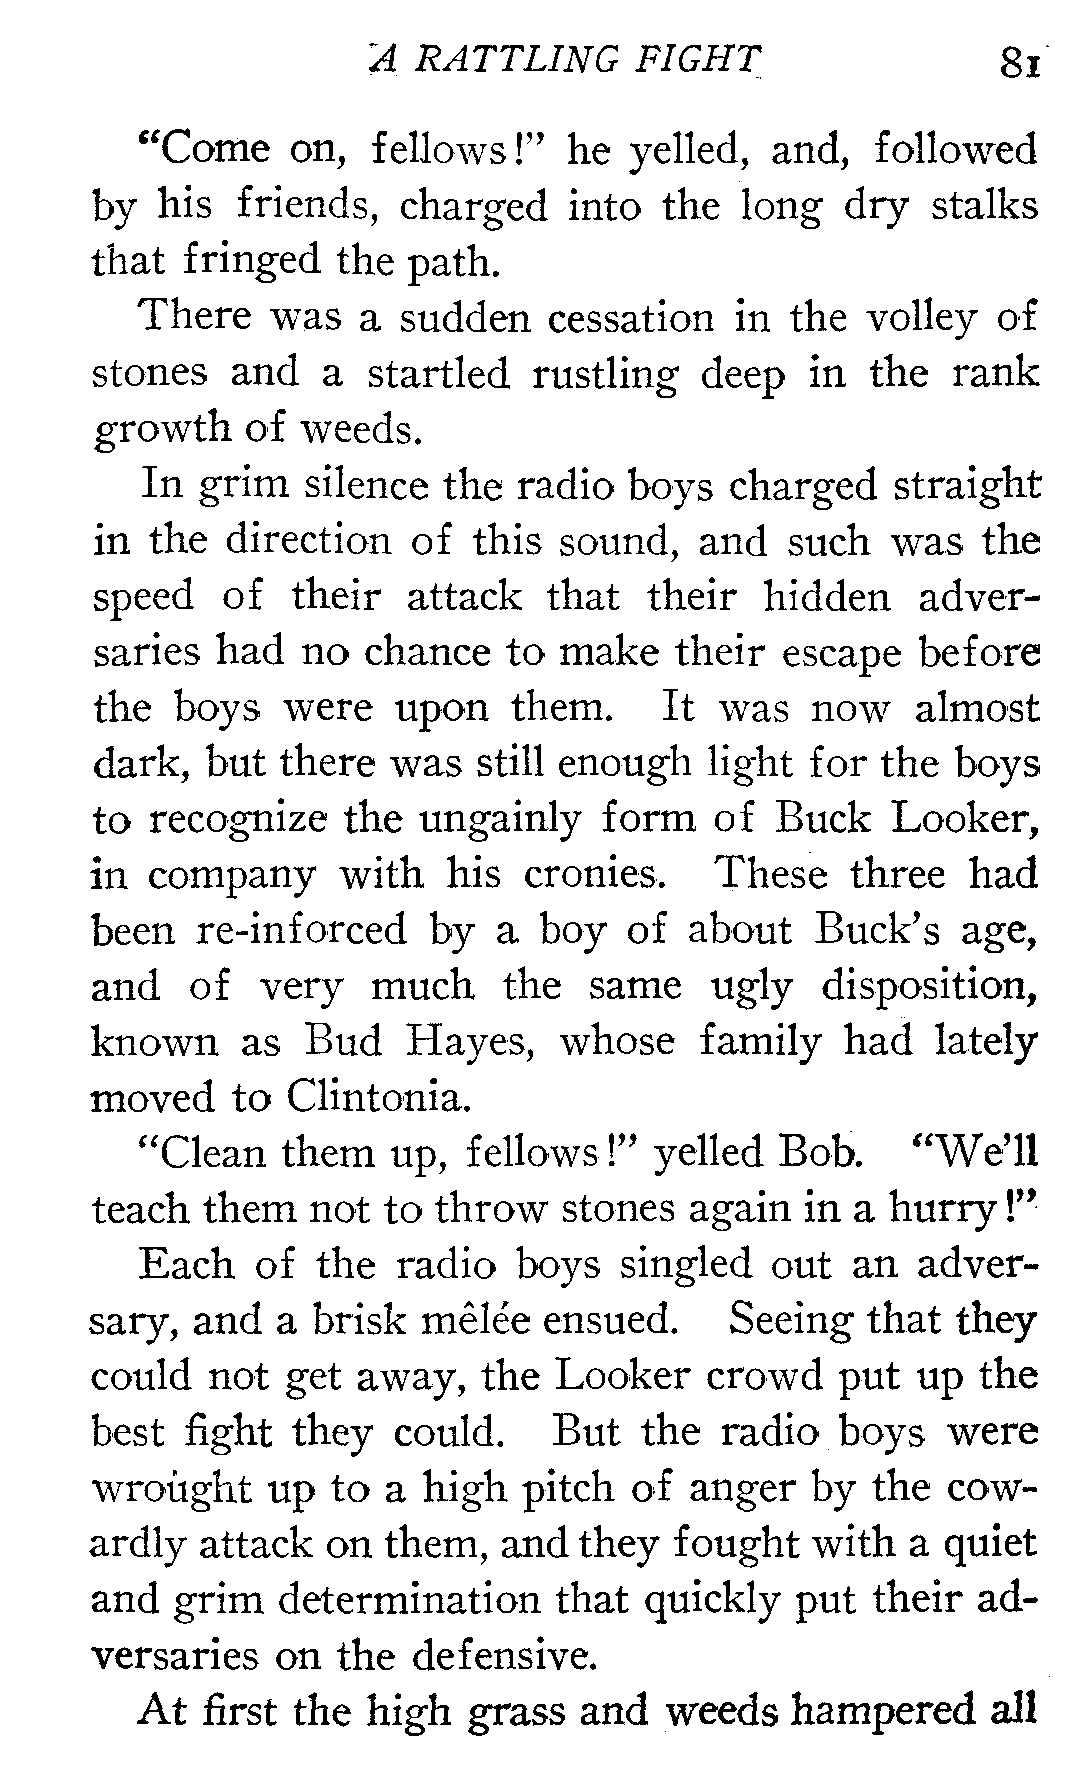 A RATTLING FIGHT 81
“Come on, fellows!” he yelled, and, followed
by his friends, charged into the long dry stalks
that fringed the path.
There was a sudden cessation in the volley of
stones and a startled rustling deep in the rank
growth of weeds.
In grim silence the radio boys charged straight
in the direction of this sound, and such was the
speed of their attack that their hidden adver-
saries had no chance to make their escape before
the boys were upon them. It was now almost
dark, but there was still enough light for the boys
to recognize the ungainly form of Buck Looker,
in company with his cronies. These three had
been re-inforced by a boy of about Buck’s age,
and of very much the same ugly disposition,
known as Bud Hayes, whose family had lately
moved to Clintonia.
“Clean them up, fellows!” yelled Bob. “We’ll
teach them not to throw stones again in a hurry!”
Each of the radio boys singled out an adver-
sary, and a brisk mêlée ensued. Seeing that they
could not get away, the Looker crowd put up the
best fight they could. But the radio boys were
wrought up to a high pitch of anger by the cow-
ardly attack on them, and they fought with a quiet
and grim determination that quickly put their ad-
versaries on the defensive.
At first the high grass and weeds hampered all